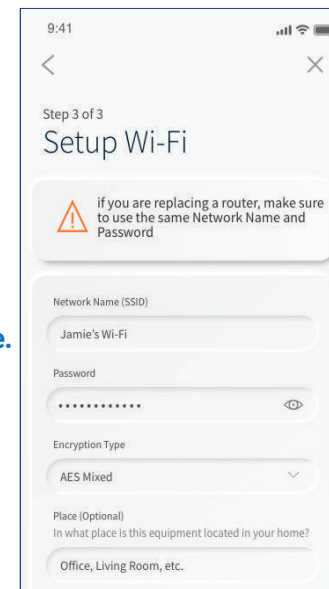 9:41
Step 3 of 3
Setup Wi-Fi
if you are replacing a router, make sure
to use the same Network Name and
Password
Network Name (SSID)
Jamie's Wi-Fi
e.
Password
••••••••••••
Encryption Type
AES Mixed
Place (Optional)
In what place is this equipment located in your home?
Office, Living Room, etc.